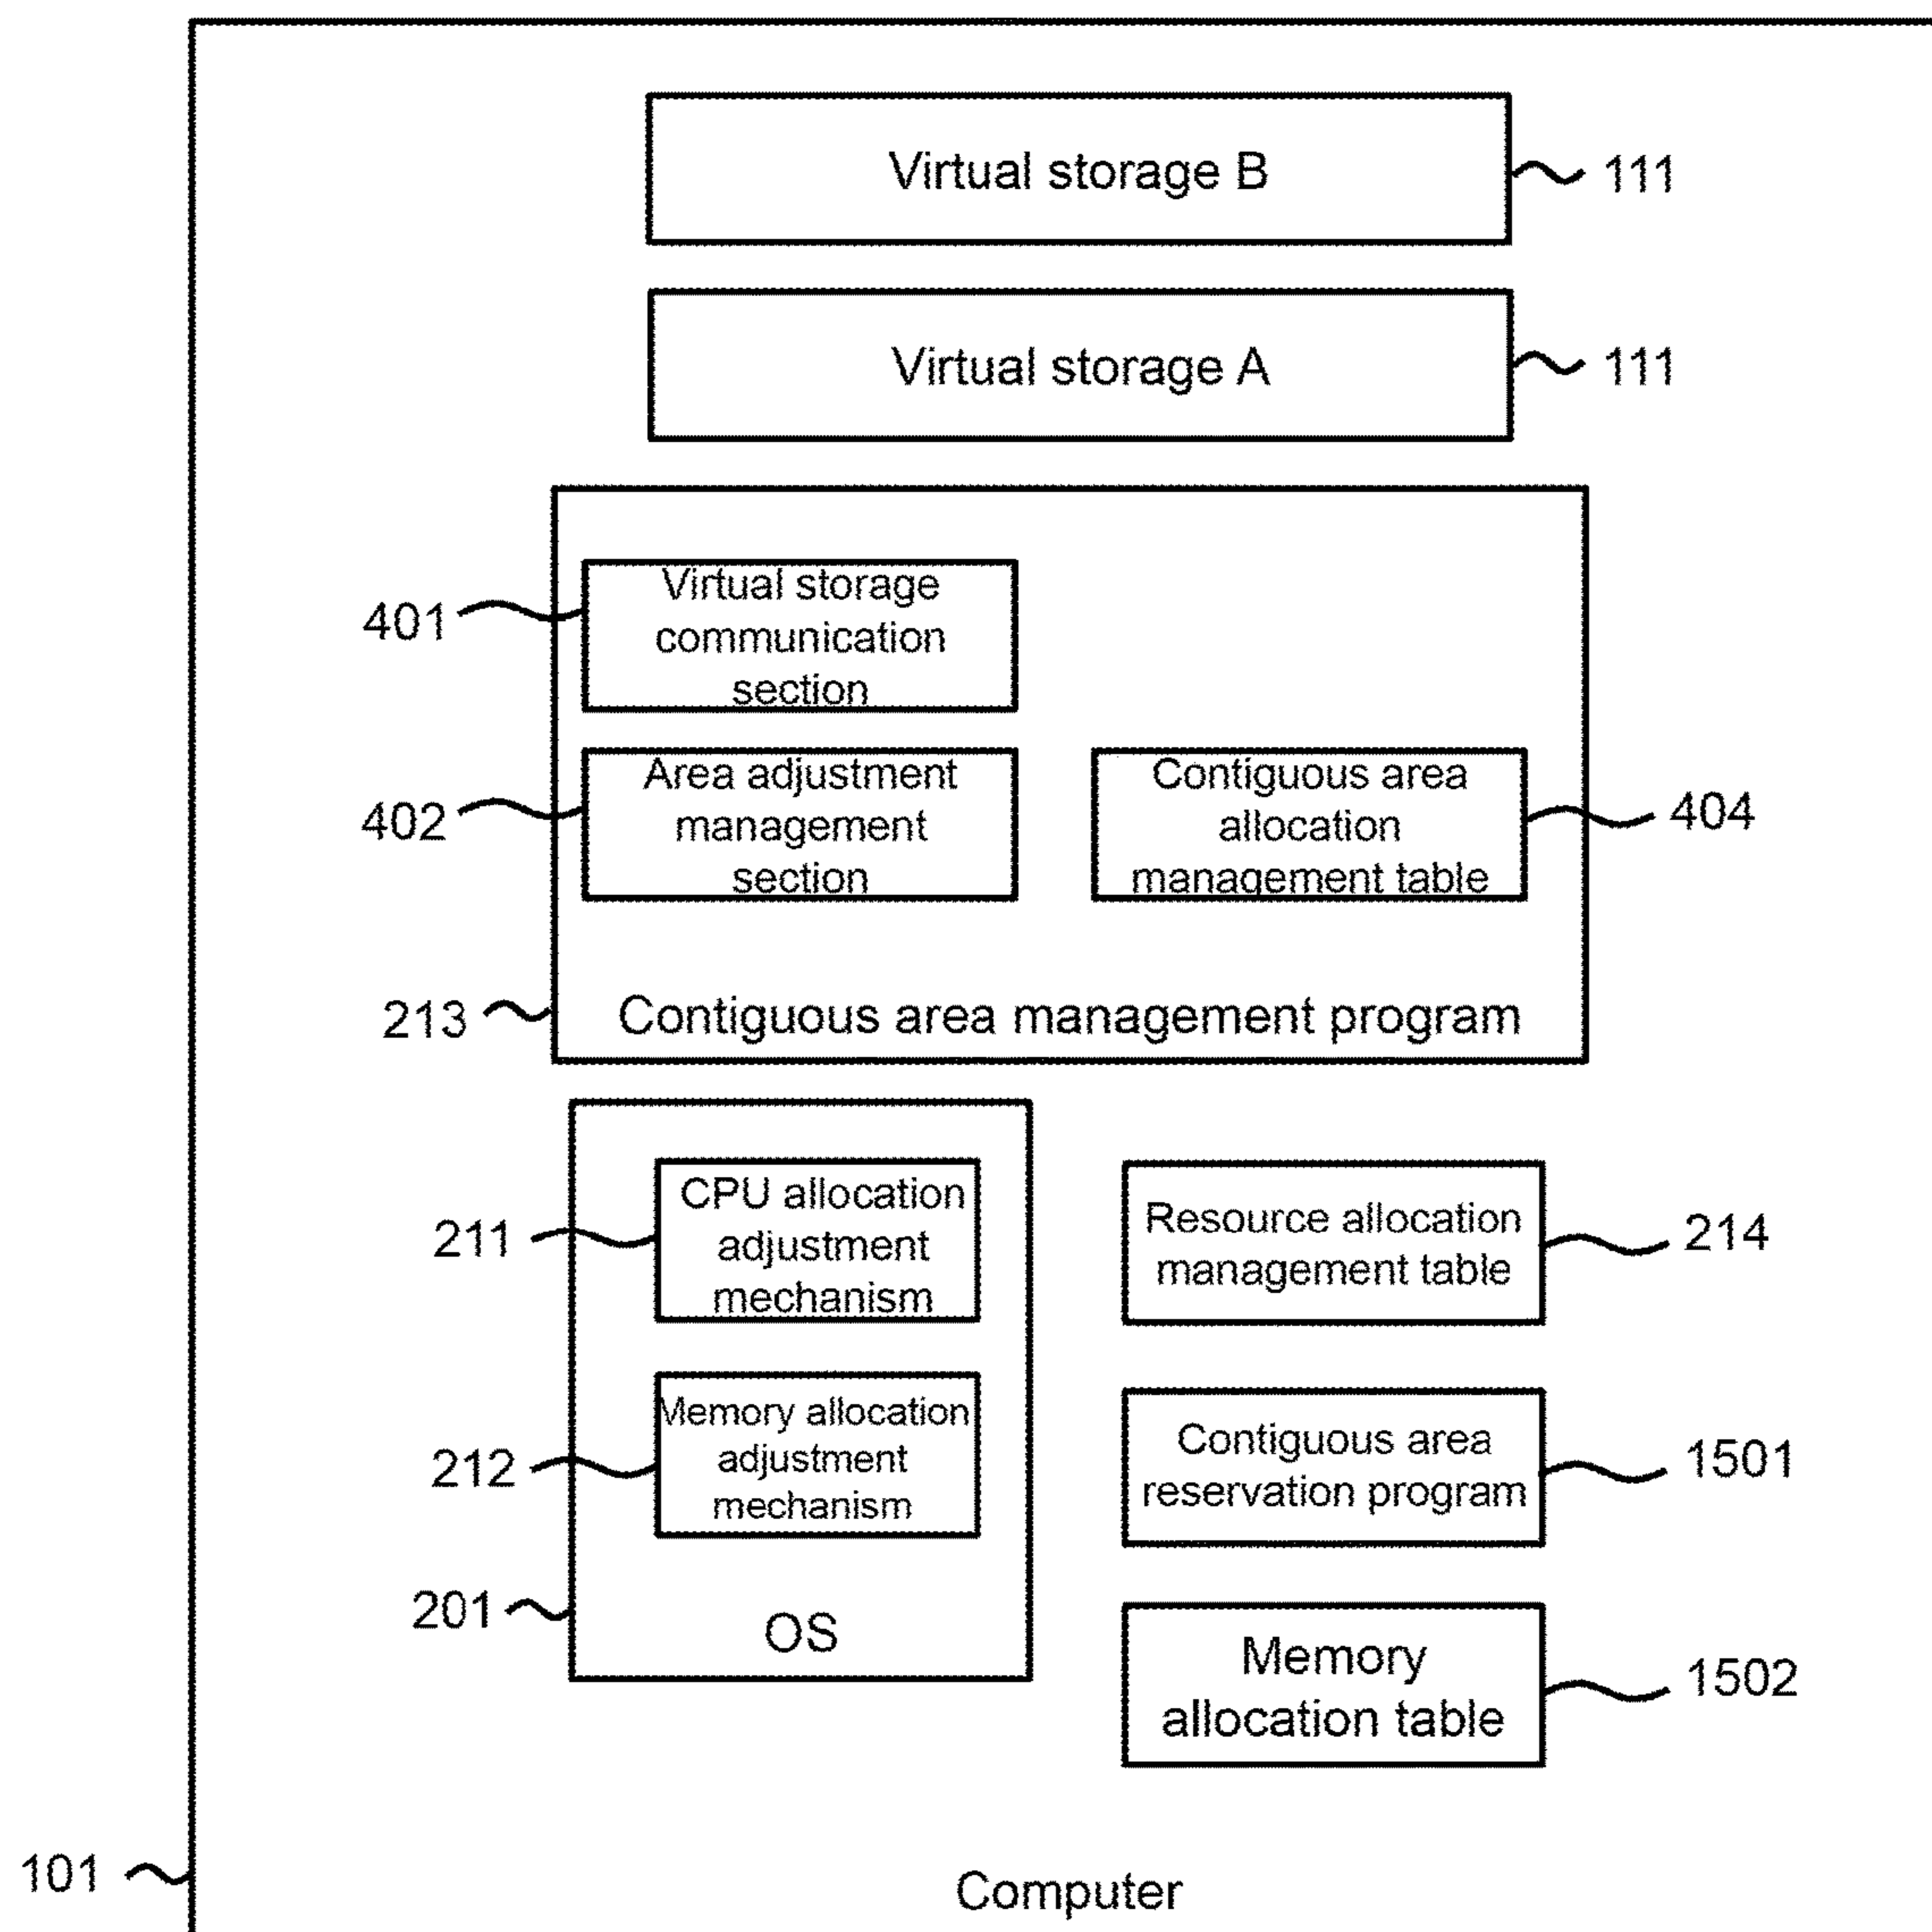 Virtual storage B
111
Virtual storage A
111
401
Virtual storage
communication
section
402
Area adjustment
management
section
Contiguous area
allocation
management table
404
213
Contiguous area management program
211
CPU allocation
adjustment
mechanism
Resource allocation
management table
214
212
Memory allocation
adjustment
mechanism
Contiguous area
reservation program
1501
201
OS
Memory
allocation table
1502
101
Computer